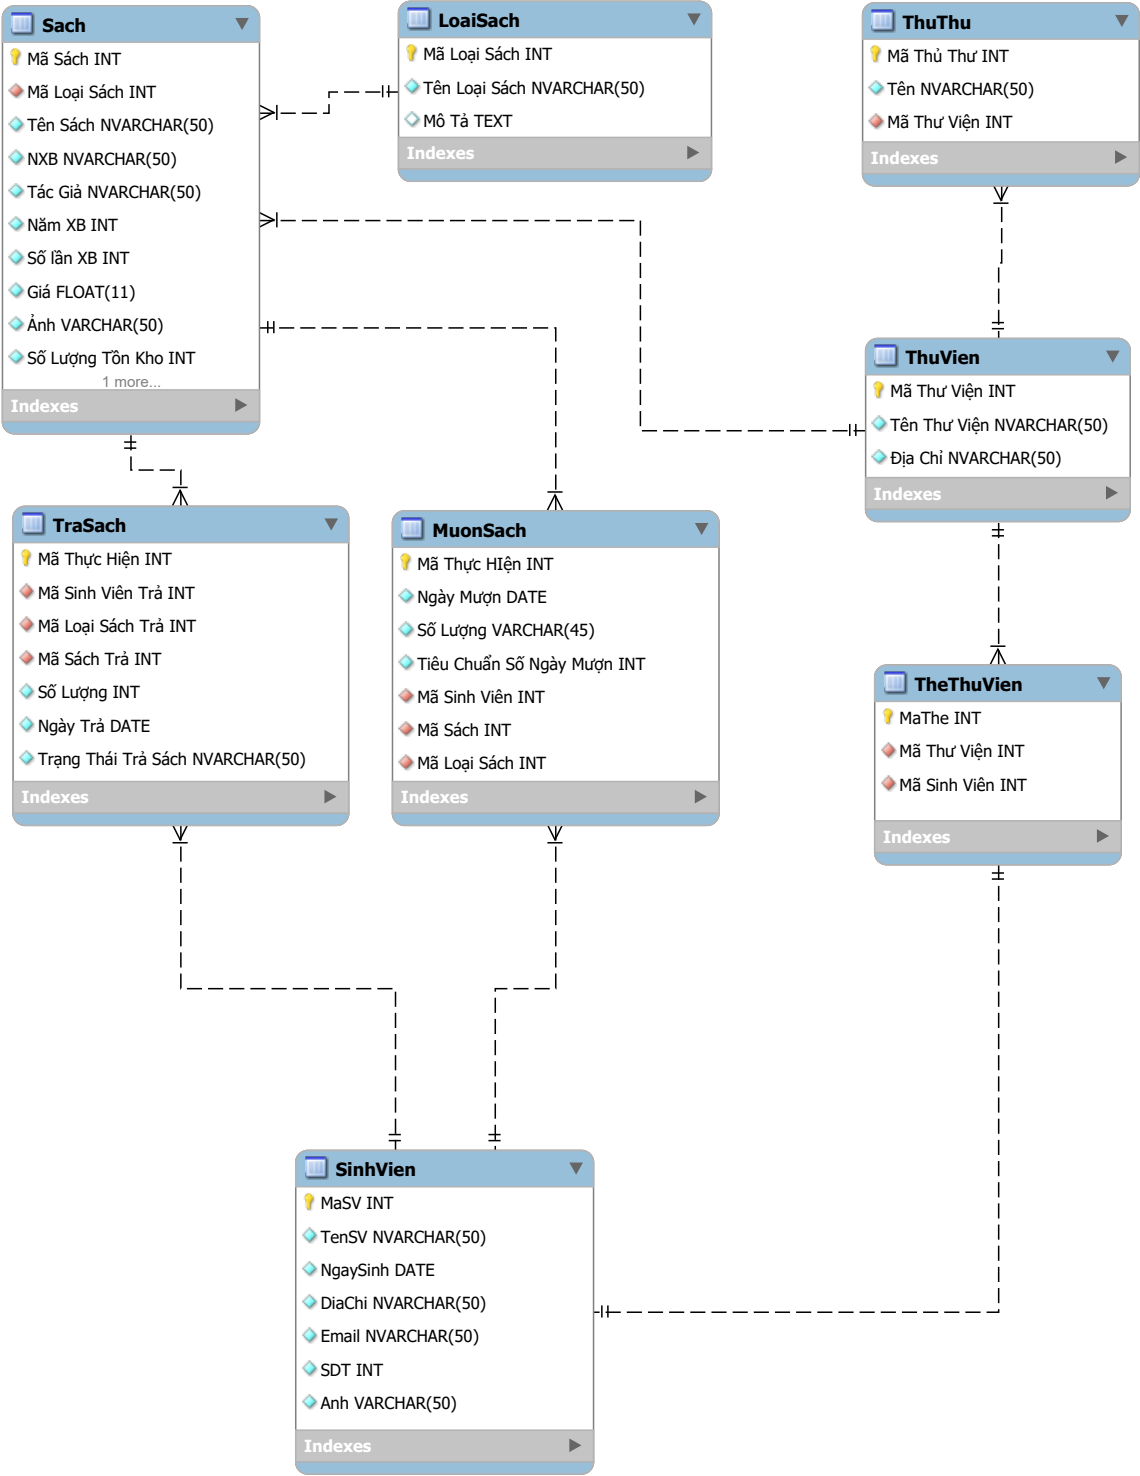 Sach
Mã Sách INT
Mã Loại Sách INT
Tên Sách NVARCHAR(50)
NXB NVARCHAR(50)
Tác Giả NVARCHAR(50)
Năm XB INT
Số lần XB INT
Giá FLOAT(11)
Ảnh VARCHAR(50)
Số Lượng Tồn Kho INT
1 more...
Indexes
LoaiSach
Mã Loại Sách INT
Tên Loại Sách NVARCHAR(50)
Mô Tả TEXT
Indexes
ThuThu
Mã Thủ Thư INT
Tên NVARCHAR(50)
Mã Thư Viện INT
Indexes
ThuVien
Mã Thư Viện INT
Tên Thư Viện NVARCHAR(50)
Địa Chỉ NVARCHAR(50)
Indexes
TraSach
Mã Thực Hiện INT
Mã Sinh Viên Trả INT
Mã Loại Sách Trả INT
Mã Sách Trả INT
Số Lượng INT
Ngày Trả DATE
Trạng Thái Trả Sách NVARCHAR(50)
Indexes
MuonSach
Mã Thực HIện INT
Ngày Mượn DATE
Số Lượng VARCHAR(45)
Tiêu Chuẩn Số Ngày Mượn INT
Mã Sinh Viên INT
Mã Sách INT
Mã Loại Sách INT
Indexes
TheThuVien
MaThe INT
Mã Thư Viện INT
Mã Sinh Viên INT
Indexes
SinhVien
MaSV INT
TenSV NVARCHAR(50)
NgaySinh DATE
DiaChi NVARCHAR(50)
Email NVARCHAR(50)
SDT INT
Anh VARCHAR(50)
Indexes